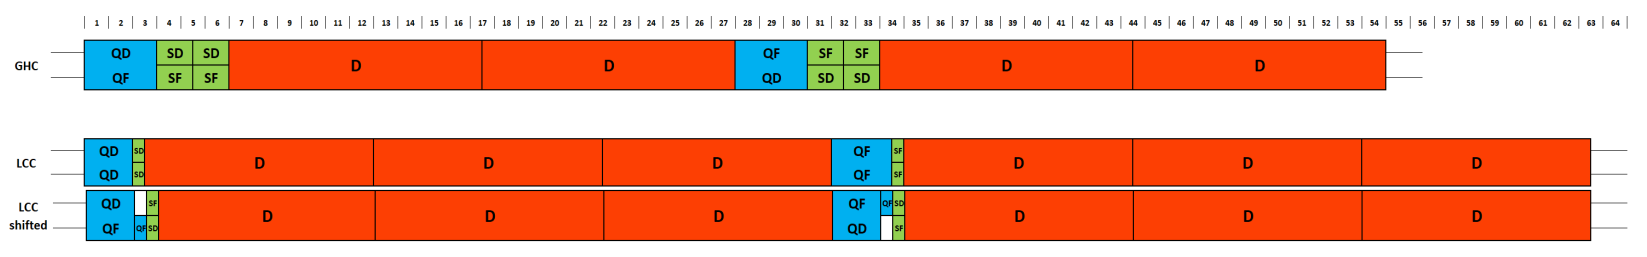 1 2 3 4 5 6 7 8 9 10 11 12 13 14 15 16 17 18 19 20 21 22 23 24 25 26 27 28 29 30 31 32 33 34 35 36 37 38 39 40 41 42 43 44 45 46 47 48 49 50 51 52 53 54 55 56 57 58 59 60 61 62 63 64
QD SD SD QF SF SF
GHC D D D D
QF SF SF QD SD SD
QD SD QF SF
LCC D D D D D D
QD SD QF SF
QD SF QF QF SD
LCC
D D D D D D
shifted
QF QF SD QD SF